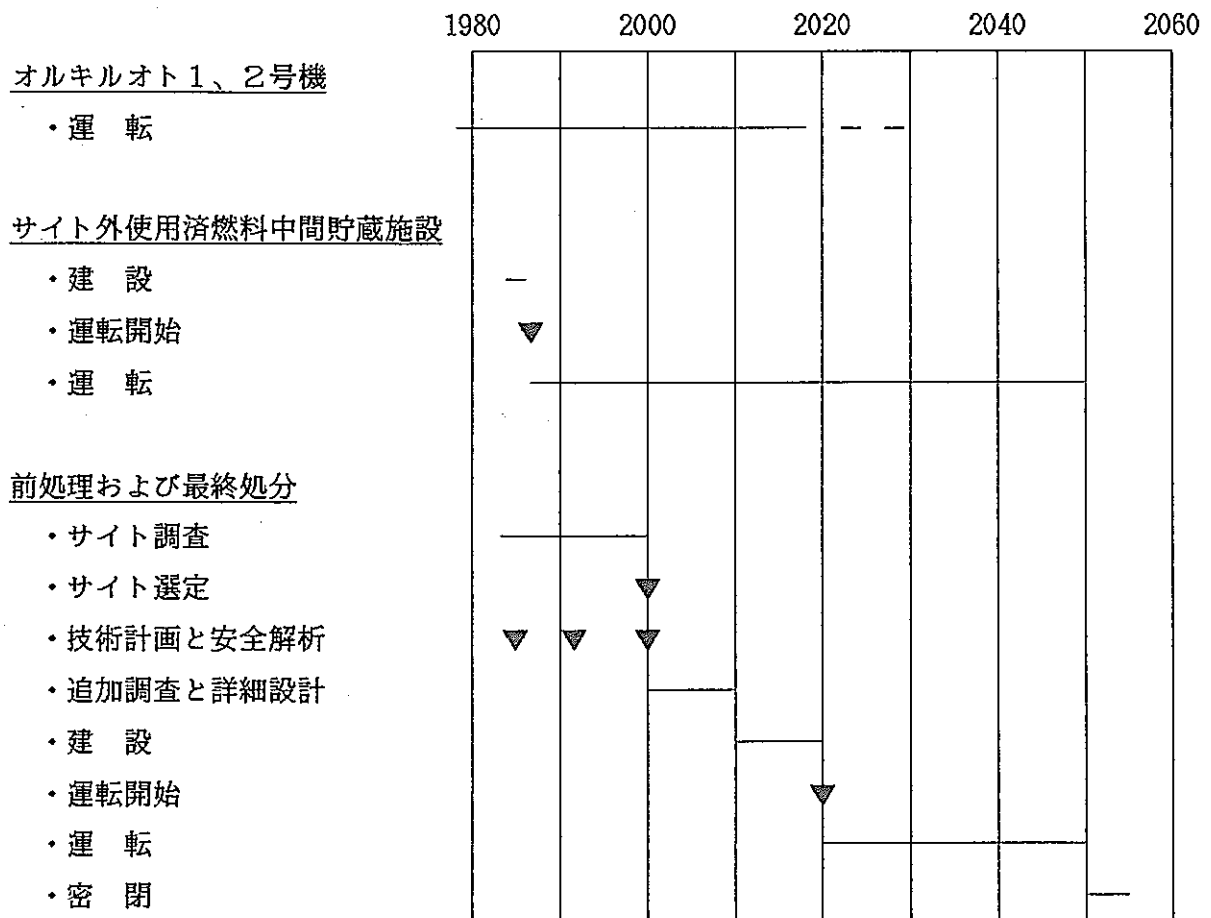 1980 2000 2020 2040 2060
オルキルオト１、２号機
・運　転
サイト外使用済燃料中間貯蔵施設
・建　設
・運転開始
・運　転
前処理および最終処分
・サイト調査
・サイト選定
・技術計画と安全解析
・追加調査と詳細設計
・建　設
・運転開始
・運　転
・密　閉